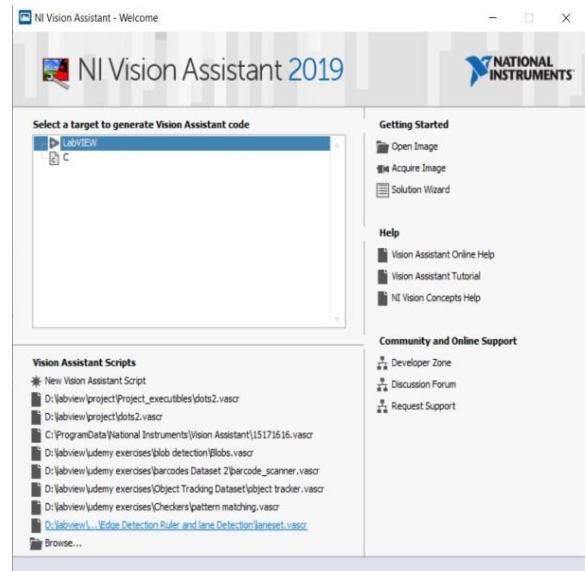 NI Vision Assistant - Welcome
NI Vision Assistant 2019
NATIONAL
INSTRUMENTS
Select a target to generate Vision Assistant code
LabVIEW
C
Vision Assistant Scripts
New Vision Assistant Script
D:\labview\project\Project_executibles\dots2.vascr
D:\labview\project\dots2.vascr
C:\ProgramData\National Instruments\Vision Assistant\15171616.vascr
D:\labview\udemy exercises\blob detection\Blobs.vascr
D:\labview\udemy exercises\barcodes Dataset 2\barcode_scanner.vascr
D:\labview\udemy exercises\Object Tracking Dataset\object tracker.vascr
D:\labview\udemy exercises\Checkers\pattern matching.vascr
D:\labview\...\Edge Detection Ruler and lane Detection\laneset.vascr
Browse...
Getting Started
Open Image
Acquire Image
Solution Wizard
Help
Vision Assistant Online Help
Vision Assistant Tutorial
NI Vision Concepts Help
Community and Online Support
Developer Zone
Discussion Forum
Request Support